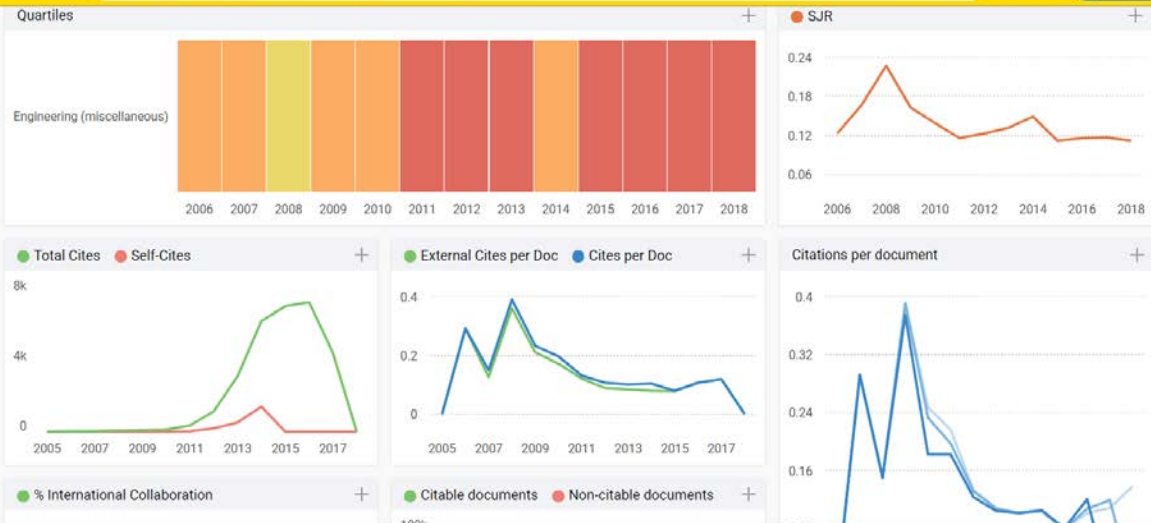 Quartiles
Engineering (miscellaneous)
2006 2007 2008 2009 2010 2011 2012 2013 2014 2015 2016 2017 2018
SJR
0.24
0.18
0.12
0.06
2006 2008 2010 2012 2014 2016 2018
Total Cites Self-Cites
8k
4k
0
2005 2007 2009 2011 2013 2015 2017
External Cites per Doc Cites per Doc
0.4
0.2
0
2005 2007 2009 2011 2013 2015 2017
Citations per document
0.4
0.32
0.24
0.16
% International Collaboration
Citable documents Non-citable documents